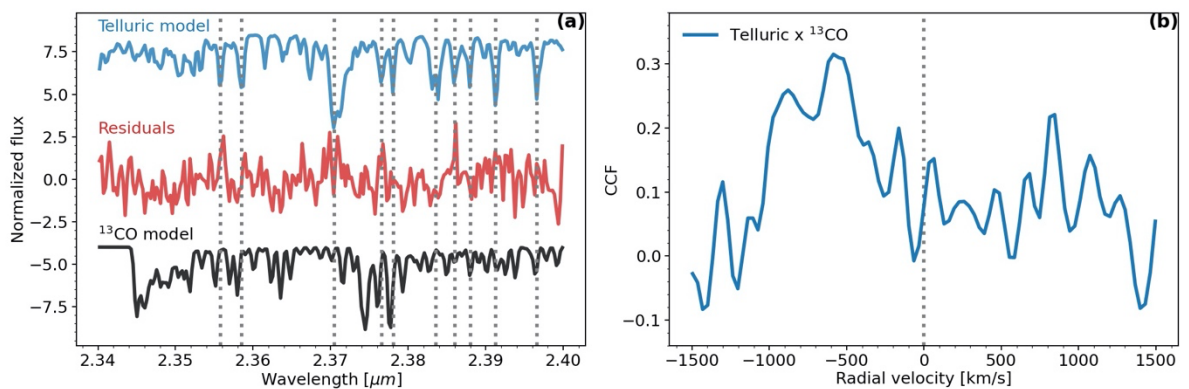 (a)
Telluric model
Residuals
¹³CO model
Normalized flux
7.5
5.0
2.5
0.0
−2.5
−5.0
−7.5
2.34 2.35 2.36 2.37 2.38 2.39 2.40
Wavelength [μm]
(b)
Telluric x ¹³CO
CCF
0.3
0.2
0.1
0.0
−0.1
−1500 −1000 −500 0 500 1000 1500
Radial velocity [km/s]